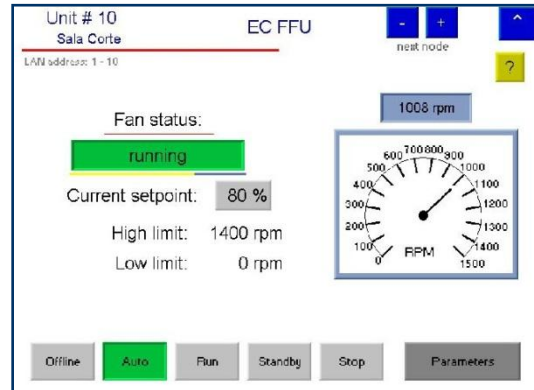 Unit # 10
EC FFU
- +
^
Sala Corte
next node
LAN address: 1 - 10
?
1008 rpm
Fan status:
running
Current setpoint: 80 %
High limit: 1400 rpm
Low limit: 0 rpm
0 100 200 300 400 500 600 700 800 900 1000 1100 1200 1300 1400 1500
RPM
Offline Auto Run Standby Stop Parameters